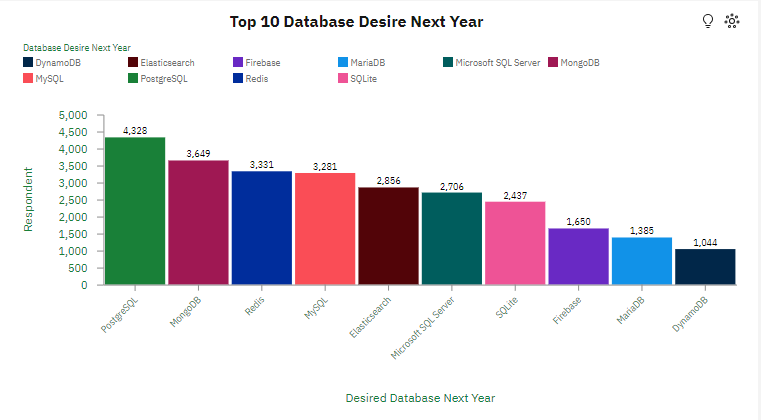 Top 10 Database Desire Next Year
Database Desire Next Year
DynamoDB Elasticsearch Firebase MariaDB Microsoft SQL Server MongoDB
MySQL PostgreSQL Redis SQLite
5,000
4,500
4,000
3,500
3,000
2,500
2,000
1,500
1,000
500
0
Respondent
4,328
3,649
3,331
3,281
2,856
2,706
2,437
1,650
1,385
1,044
PostgreSQL
MongoDB
Redis
MySQL
Elasticsearch
Microsoft SQL Server
SQLite
Firebase
MariaDB
DynamoDB
Desired Database Next Year